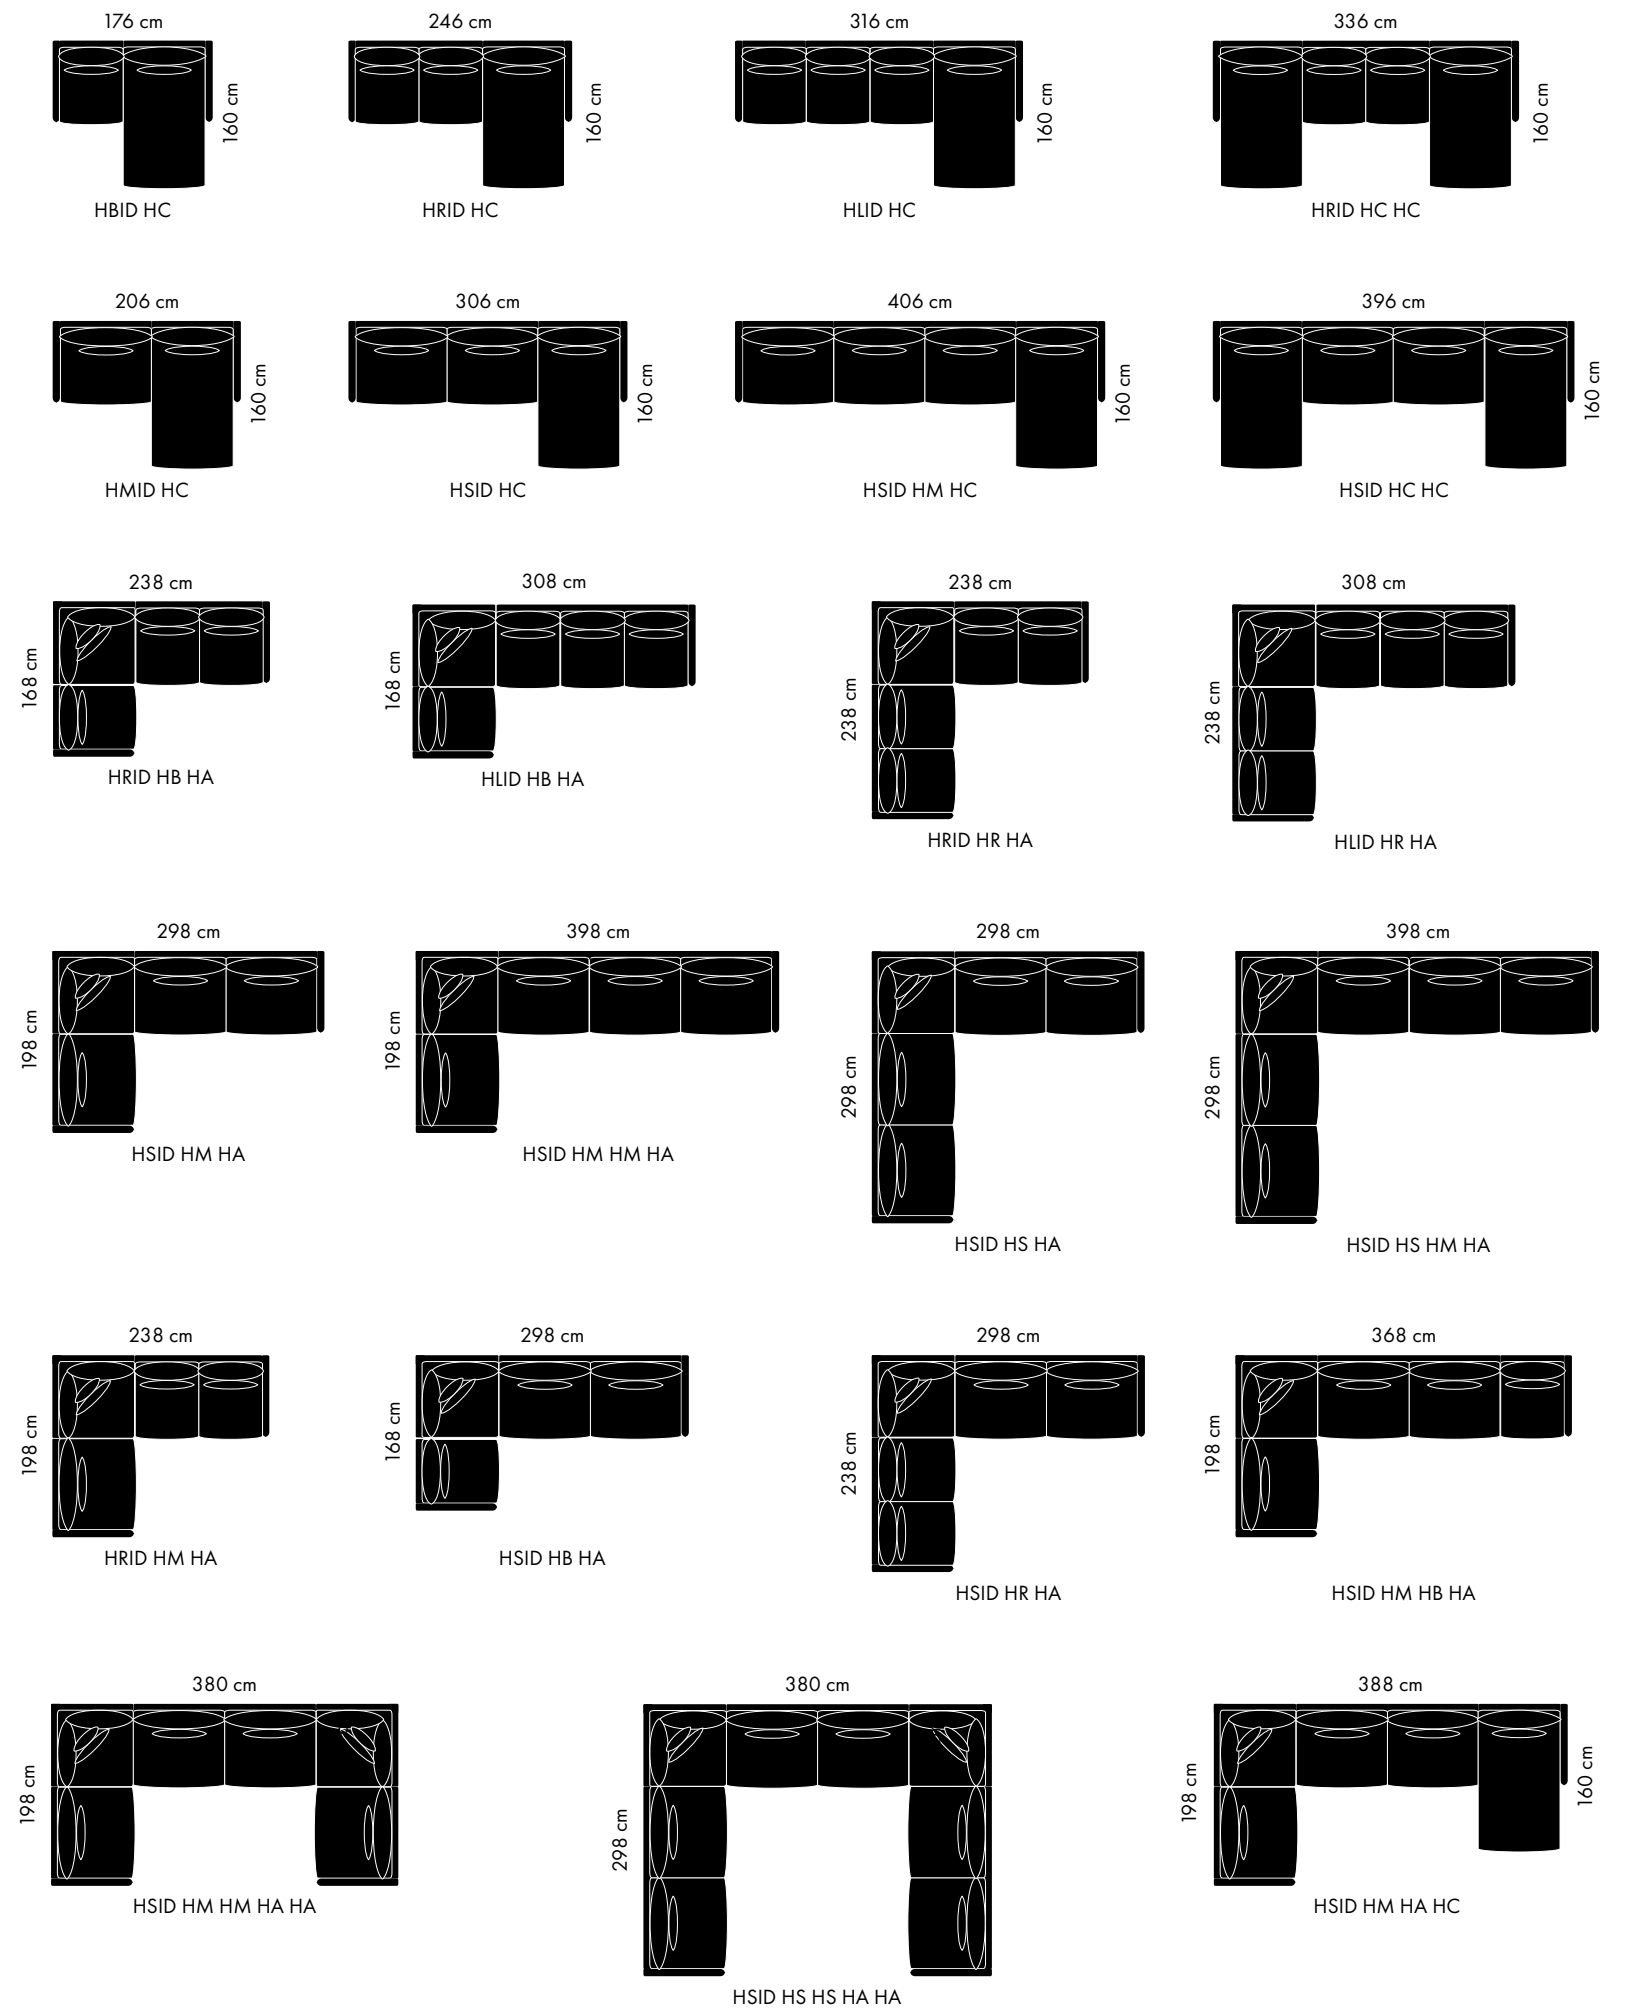 176 cm
246 cm
316 cm
336 cm
160 cm
160 cm
160 cm
160 cm
HBID HC
HRID HC
HLID HC
HRID HC HC
206 cm
306 cm
406 cm
396 cm
160 cm
160 cm
160 cm
160 cm
HMID HC
HSID HC
HSID HM HC
HSID HC HC
238 cm
308 cm
238 cm
308 cm
168 cm
168 cm
238 cm
238 cm
HRID HB HA
HLID HB HA
HRID HR HA
HLID HR HA
298 cm
398 cm
298 cm
398 cm
198 cm
198 cm
298 cm
298 cm
HSID HM HA
HSID HM HM HA
HSID HS HA
HSID HS HM HA
238 cm
298 cm
298 cm
368 cm
198 cm
168 cm
238 cm
198 cm
HRID HM HA
HSID HB HA
HSID HR HA
HSID HM HB HA
380 cm
380 cm
388 cm
198 cm
298 cm
198 cm
160 cm
HSID HM HM HA HA
HSID HS HS HA HA
HSID HM HA HC